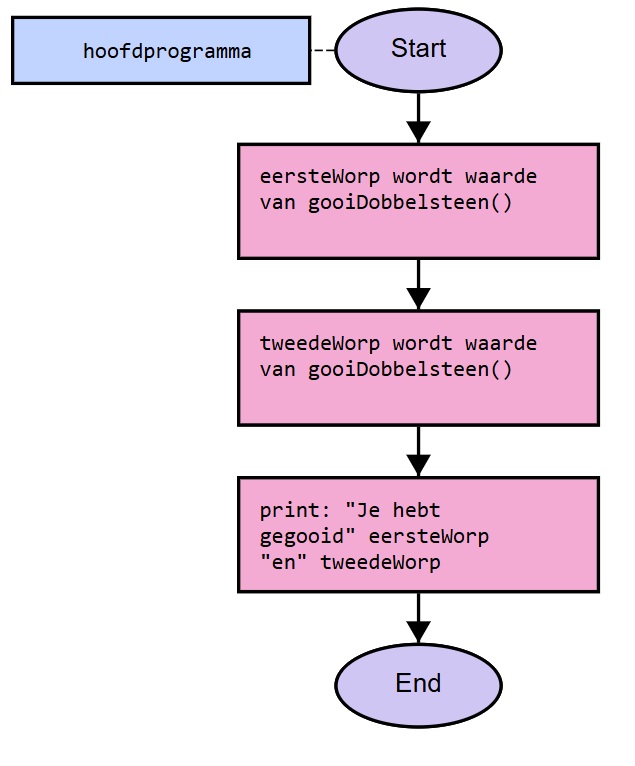 hoofdprogramma
Start
eersteWorp wordt waarde
van gooiDobbelsteen()
tweedeWorp wordt waarde
van gooiDobbelsteen()
print: "Je hebt
gegooid" eersteWorp
"en" tweedeWorp
End